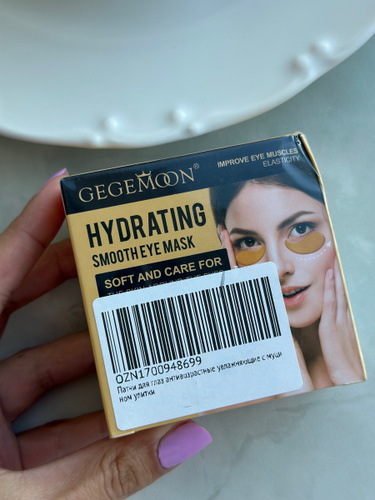 GEGEMOON®
IMPROVE EYE MUSCLES
ELASTICITY
HYDRATING
SMOOTH EYE MASK
SOFT AND CARE FOR
OZN1700948699
Патчи для глаз антивозрастные увлажняющие с муци
ном улитки